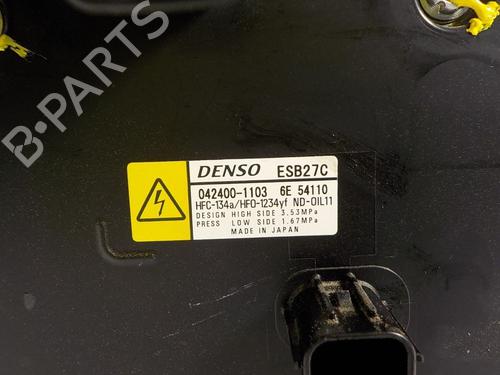 B-Parts
DENSO ESB27C
042400-1103 6E 54110
HFC-134a/HFO-1234yf ND-OIL11
DESIGN HIGH SIDE 3.53MPa
PRESS LOW SIDE 1.67MPa
MADE IN JAPAN